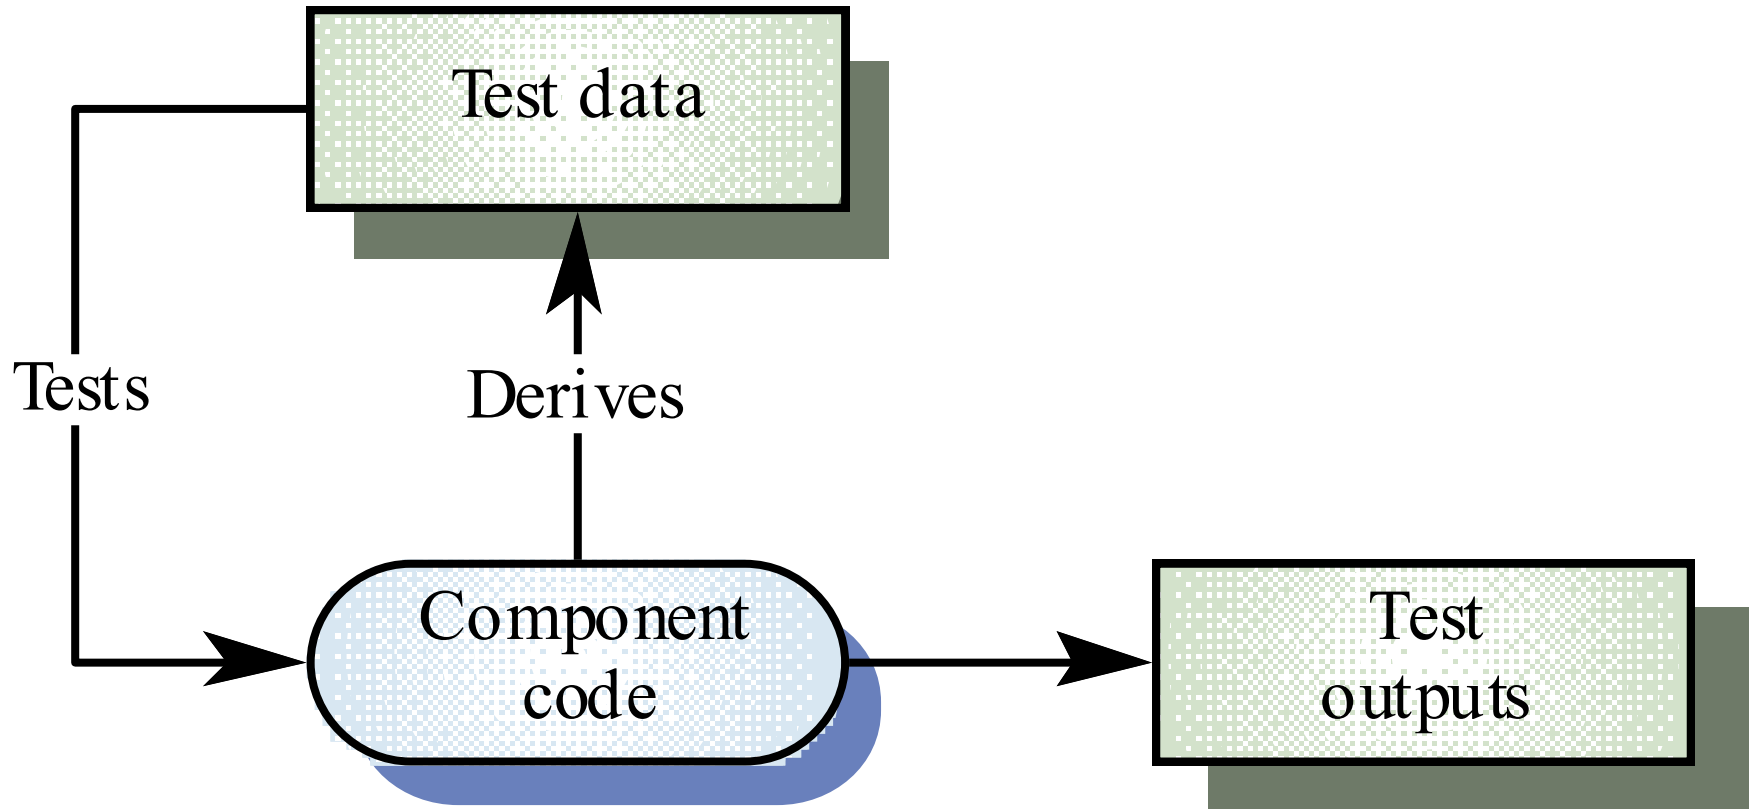 Test data
Tests
Derives
Component
code
Test
outputs